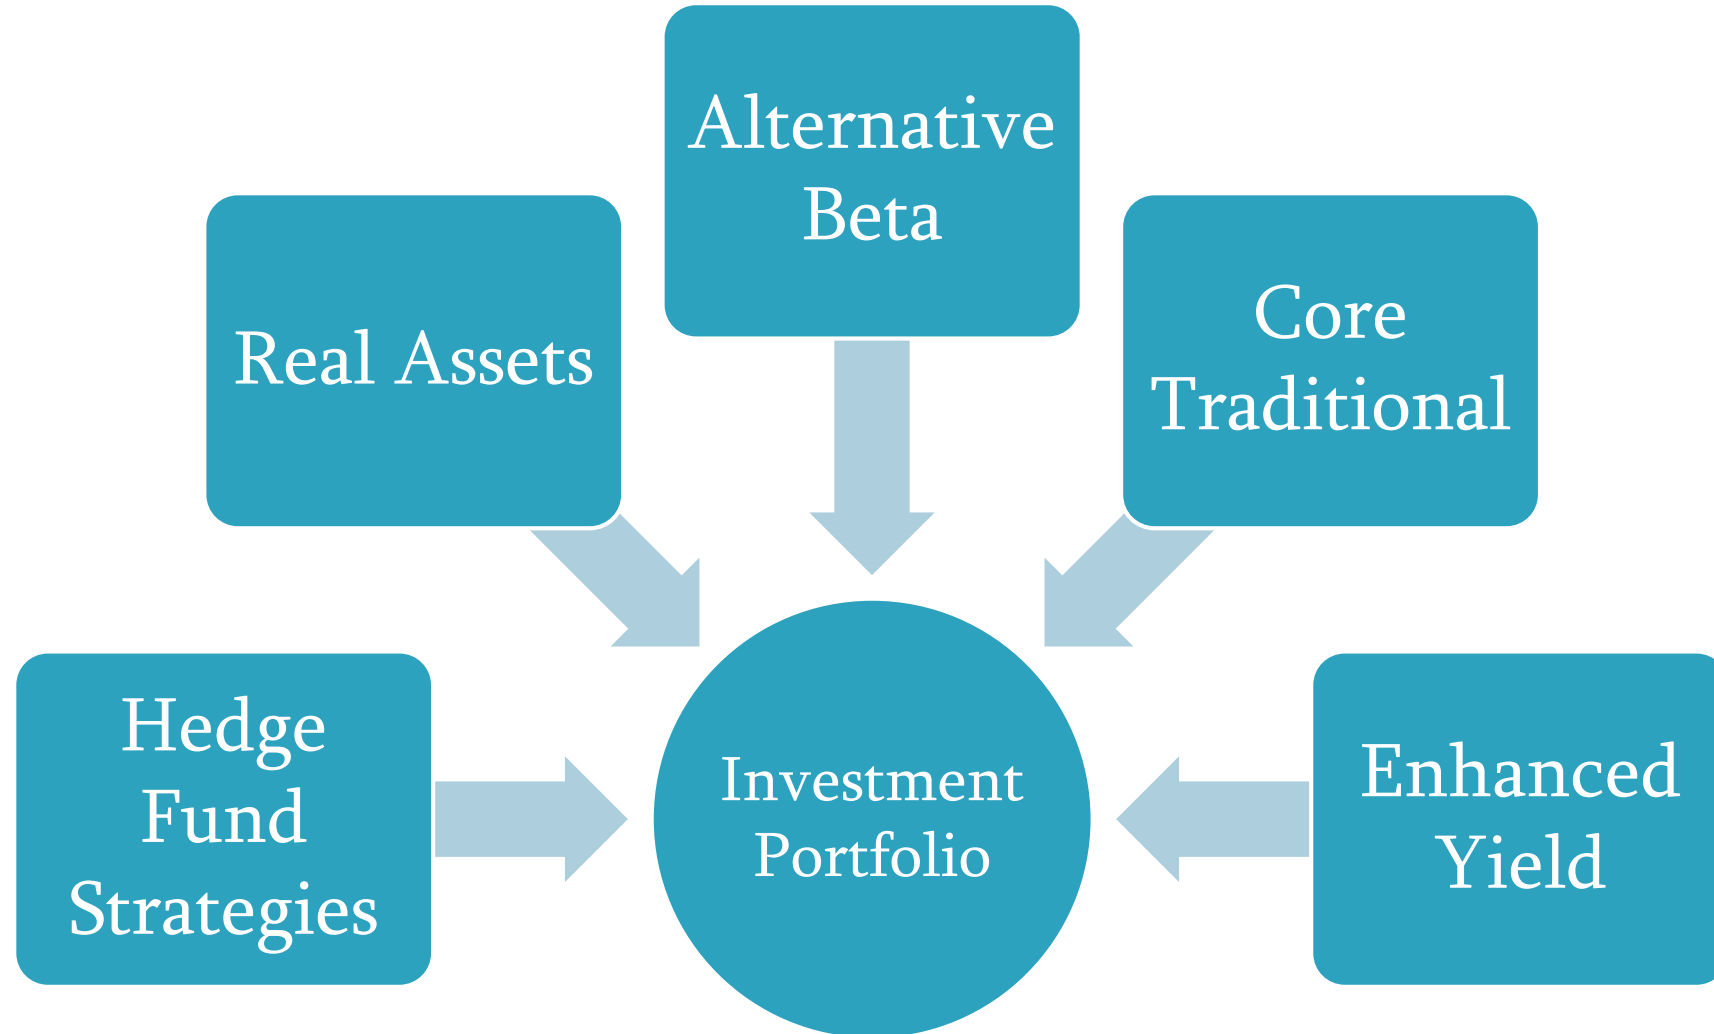 Alternative
Beta
Real Assets
Core
Traditional
Hedge
Fund
Strategies
Investment
Portfolio
Enhanced
Yield